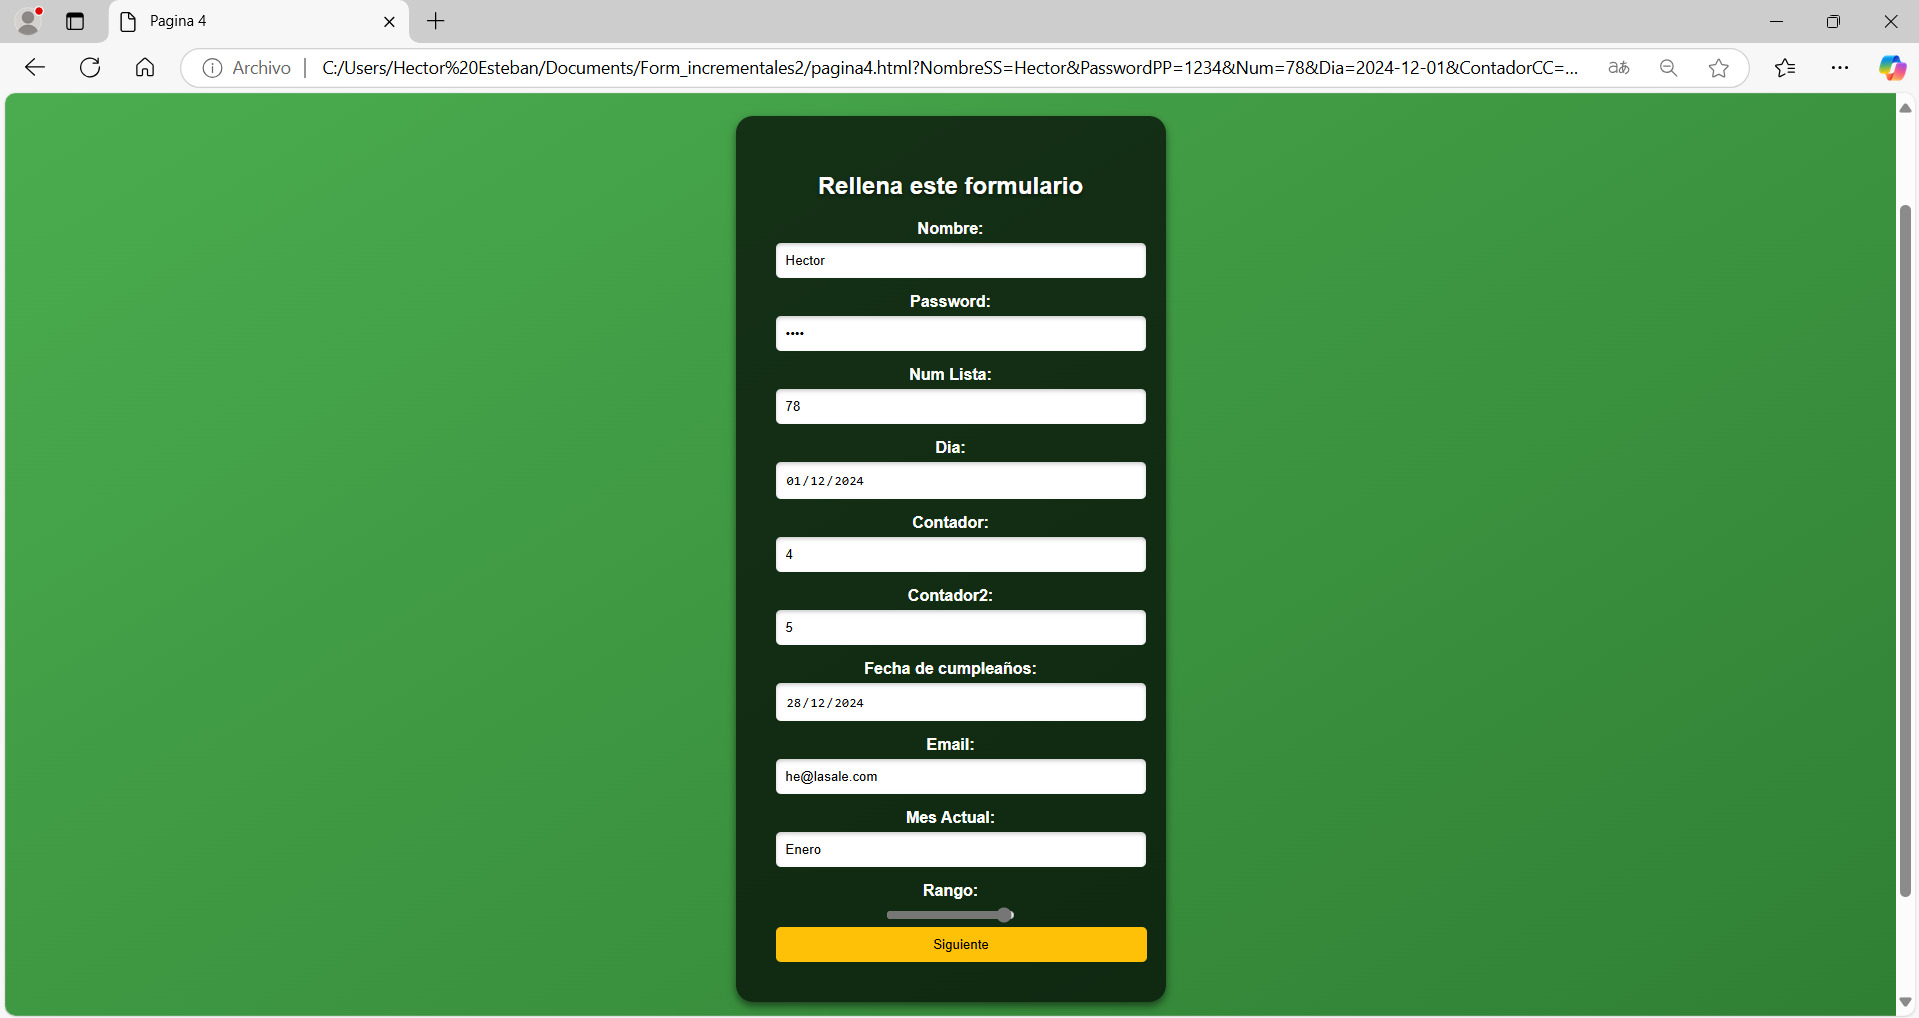 Pagina 4
Archivo C:/Users/Hector%20Esteban/Documents/Form_incrementales2/pagina4.html?NombreSS=Hector&PasswordPP=1234&Num=78&Dia=2024-12-01&ContadorCC=... aあ
Rellena este formulario
Nombre:
Hector
Password:
••••
Num Lista:
78
Dia:
01/12/2024
Contador:
4
Contador2:
5
Fecha de cumpleaños:
28/12/2024
Email:
he@lasale.com
Mes Actual:
Enero
Rango:
Siguiente